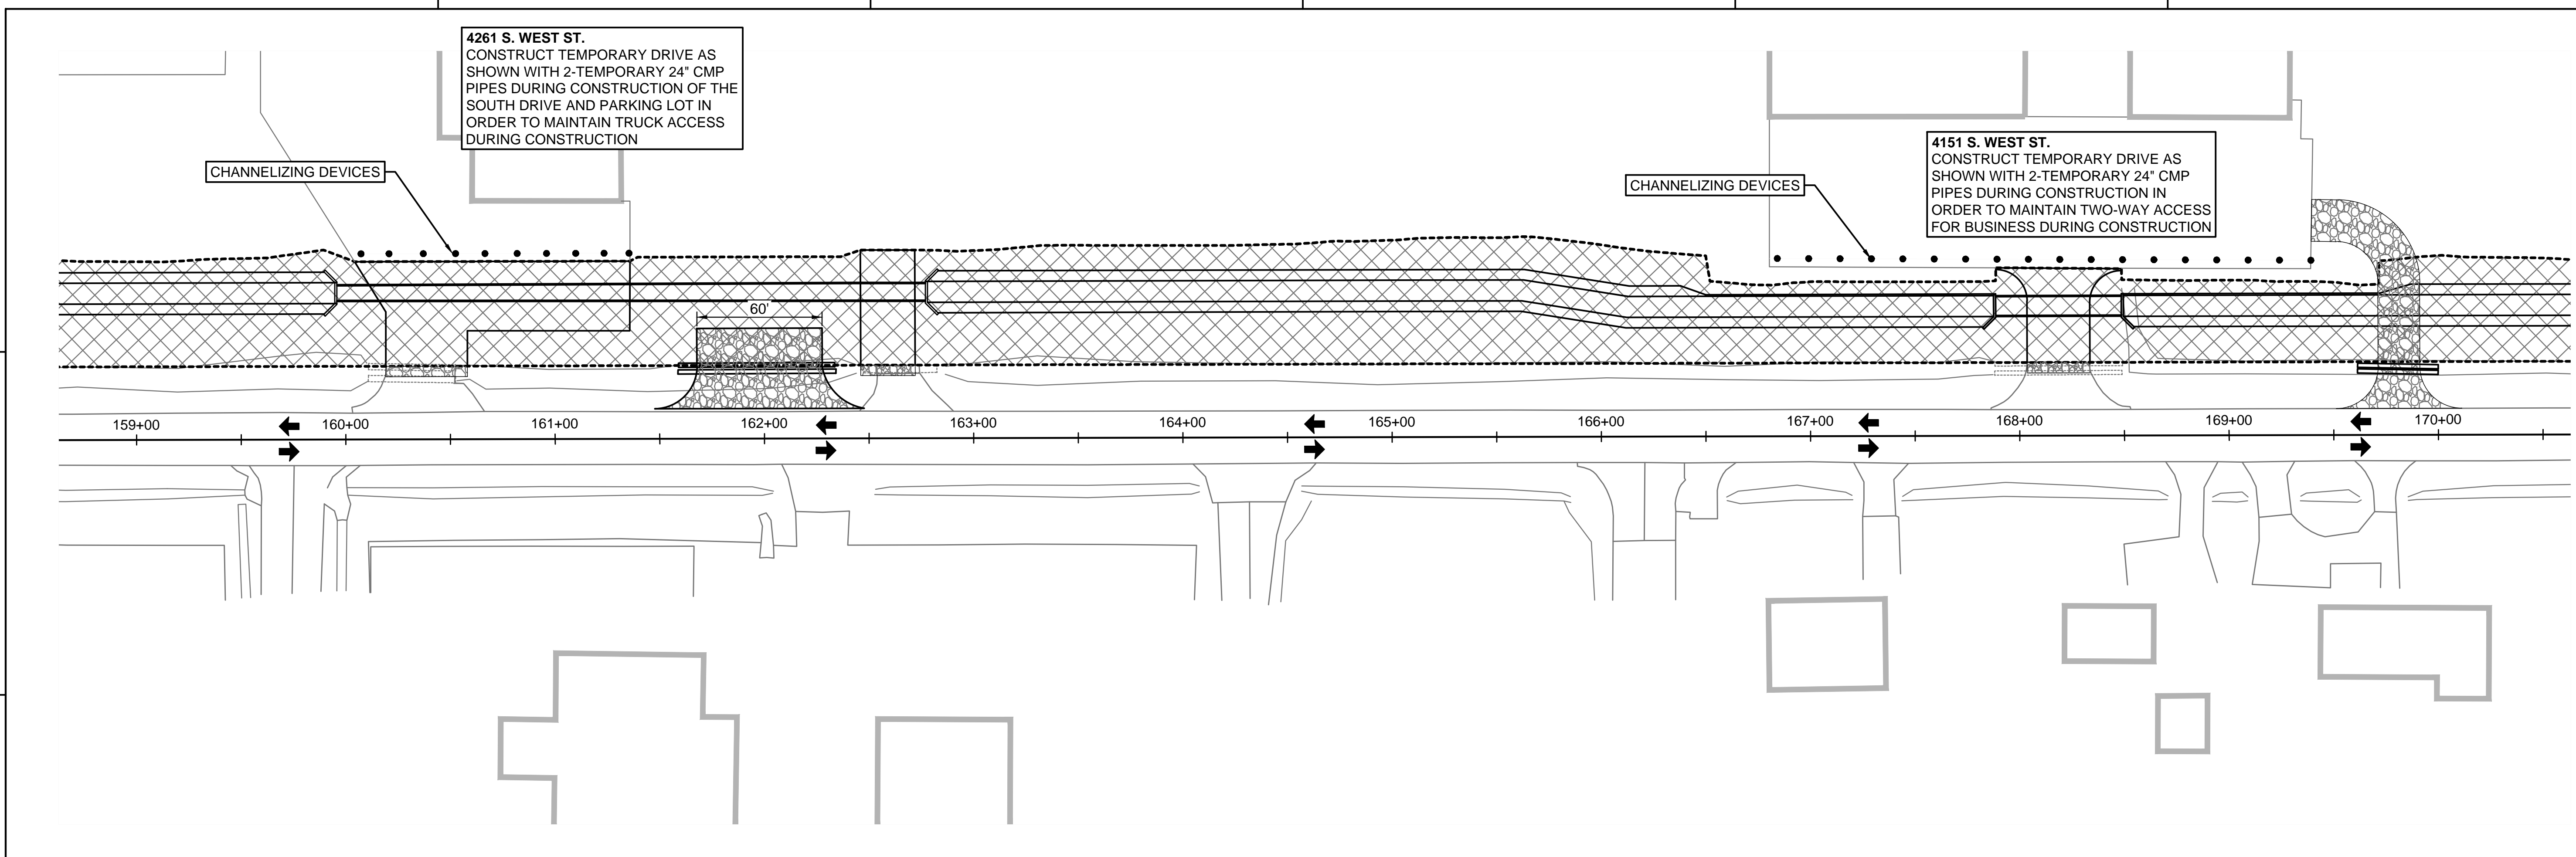 4261 S. WEST ST.
CONSTRUCT TEMPORARY DRIVE AS
SHOWN WITH 2-TEMPORARY 24" CMP
PIPES DURING CONSTRUCTION OF THE
SOUTH DRIVE AND PARKING LOT IN
ORDER TO MAINTAIN TRUCK ACCESS
DURING CONSTRUCTION
CHANNELIZING DEVICES
4151 S. WEST ST.
CONSTRUCT TEMPORARY DRIVE AS
SHOWN WITH 2-TEMPORARY 24" CMP
PIPES DURING CONSTRUCTION IN
ORDER TO MAINTAIN TWO-WAY ACCESS
FOR BUSINESS DURING CONSTRUCTION
CHANNELIZING DEVICES
60'
159+00
160+00
161+00
162+00
163+00
164+00
165+00
166+00
167+00
168+00
169+00
170+00